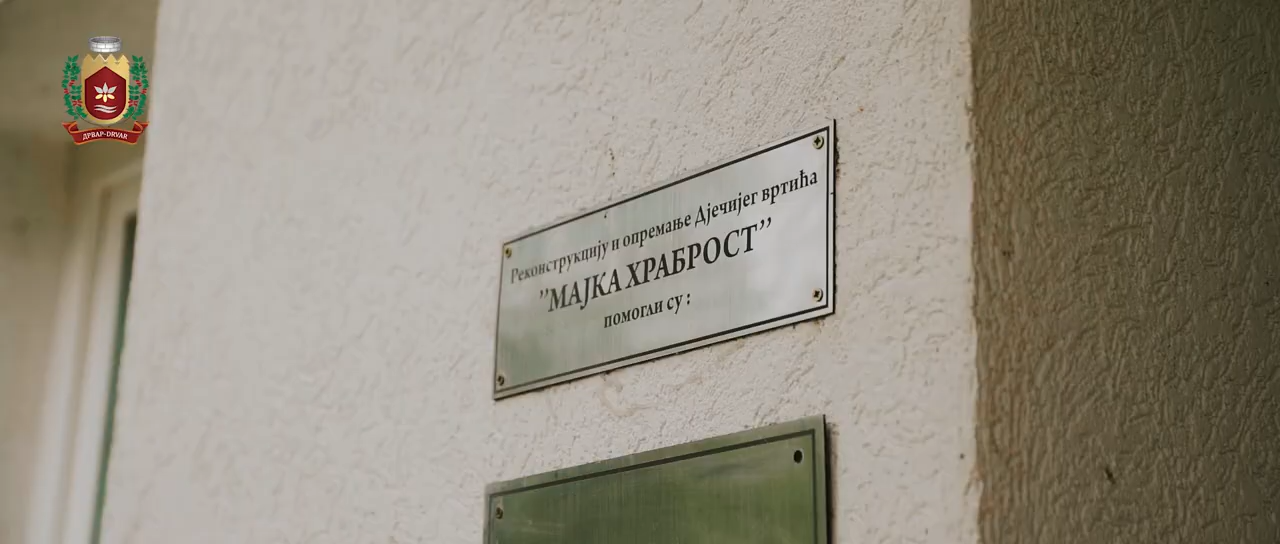 ДРВАР-DRVAR
Реконструкцију и опремање Дјечијег вртића
”МАЈКА ХРАБРОСТ”
помогли су :